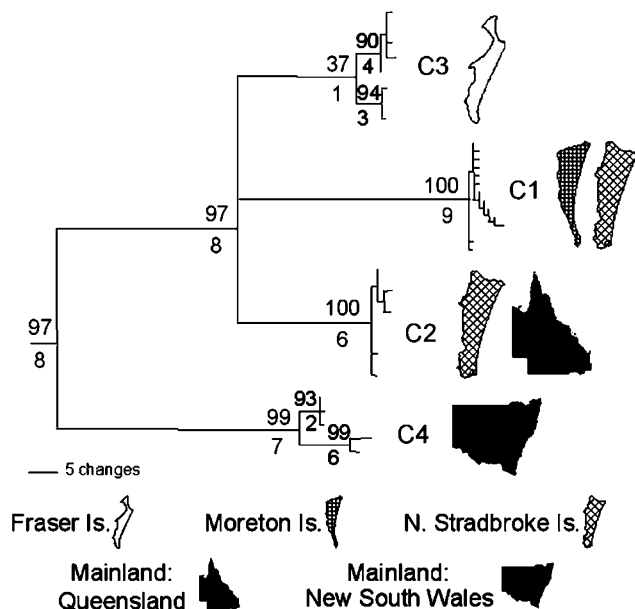 90
37
4
C3
94
1
3
100
C1
9
97
8
100
C2
6
97
8
93
99
2
99
C4
7
6
5 changes
Fraser Is.
Moreton Is.
N. Stradbroke Is.
Mainland:
Queensland
Mainland:
New South Wales